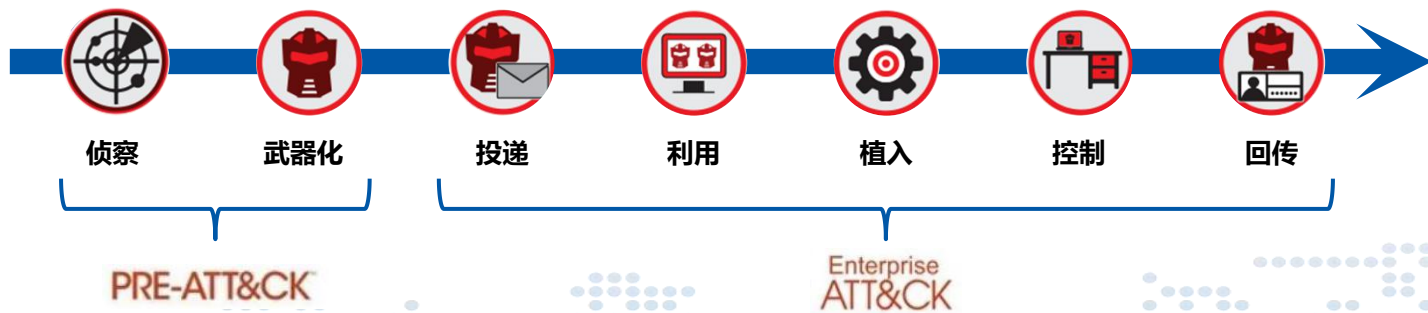 侦察 武器化 投递 利用 植入 控制 回传
PRE-ATT&CK™
Enterprise
ATT&CK